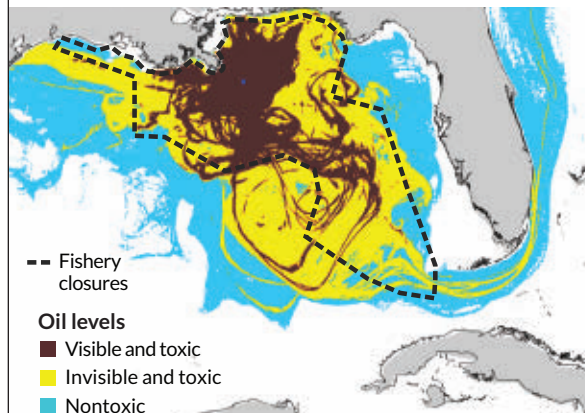 Fishery
closures
Oil levels
Visible and toxic
Invisible and toxic
Nontoxic